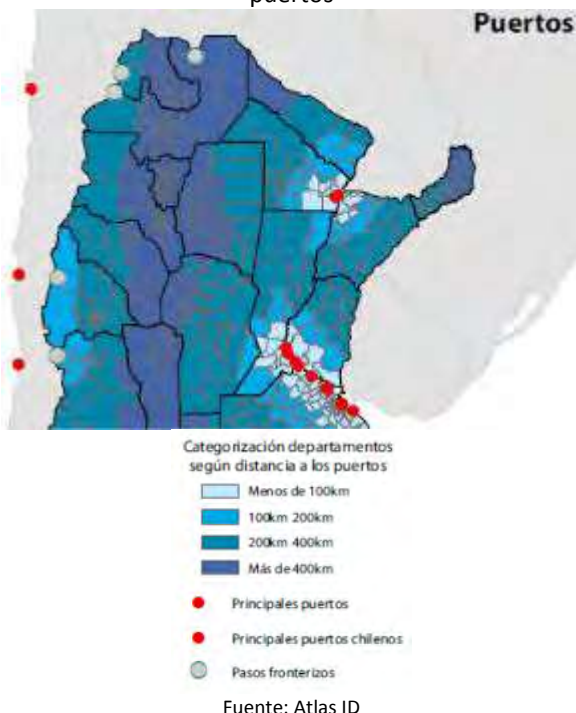 puertos
Puertos
Categorización departamentos
según distancia a los puertos
Menos de 100km
100km 200km
200km 400km
Más de 400km
Principales puertos
Principales puertos chilenos
Pasos fronterizos
Fuente: Atlas ID